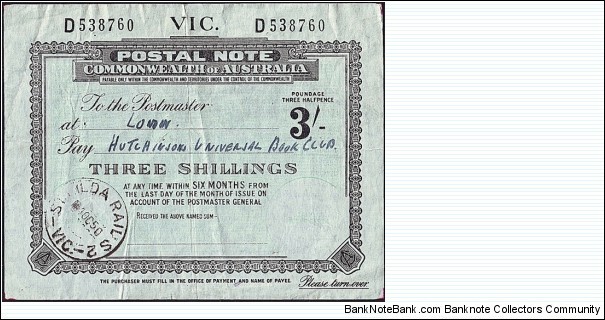 D538760 VIC. D538760
POSTAL NOTE
COMMONWEALTH OF AUSTRALIA
PAYABLE ONLY WITHIN THE COMMONWEALTH AND TERRITORIES UNDER THE CONTROL OF THE COMMONWEALTH
POUNDAGE
THREE HALFPENCE
To the Postmaster
3/-
at
Pay HUTCHINSON UNIVERSAL BOOK CLUB.
THREE SHILLINGS
AT ANY TIME WITHIN SIX MONTHS FROM
THE LAST DAY OF THE MONTH OF ISSUE ON
ACCOUNT OF THE POSTMASTER GENERAL
RECEIVED THE ABOVE NAMED SUM—
ST KILDA RAIL S2
-VIC-
THE PURCHASER MUST FILL IN THE OFFICE OF PAYMENT AND NAME OF PAYEE.
Please turn over
BankNoteBank.com - Banknote Collectors Community